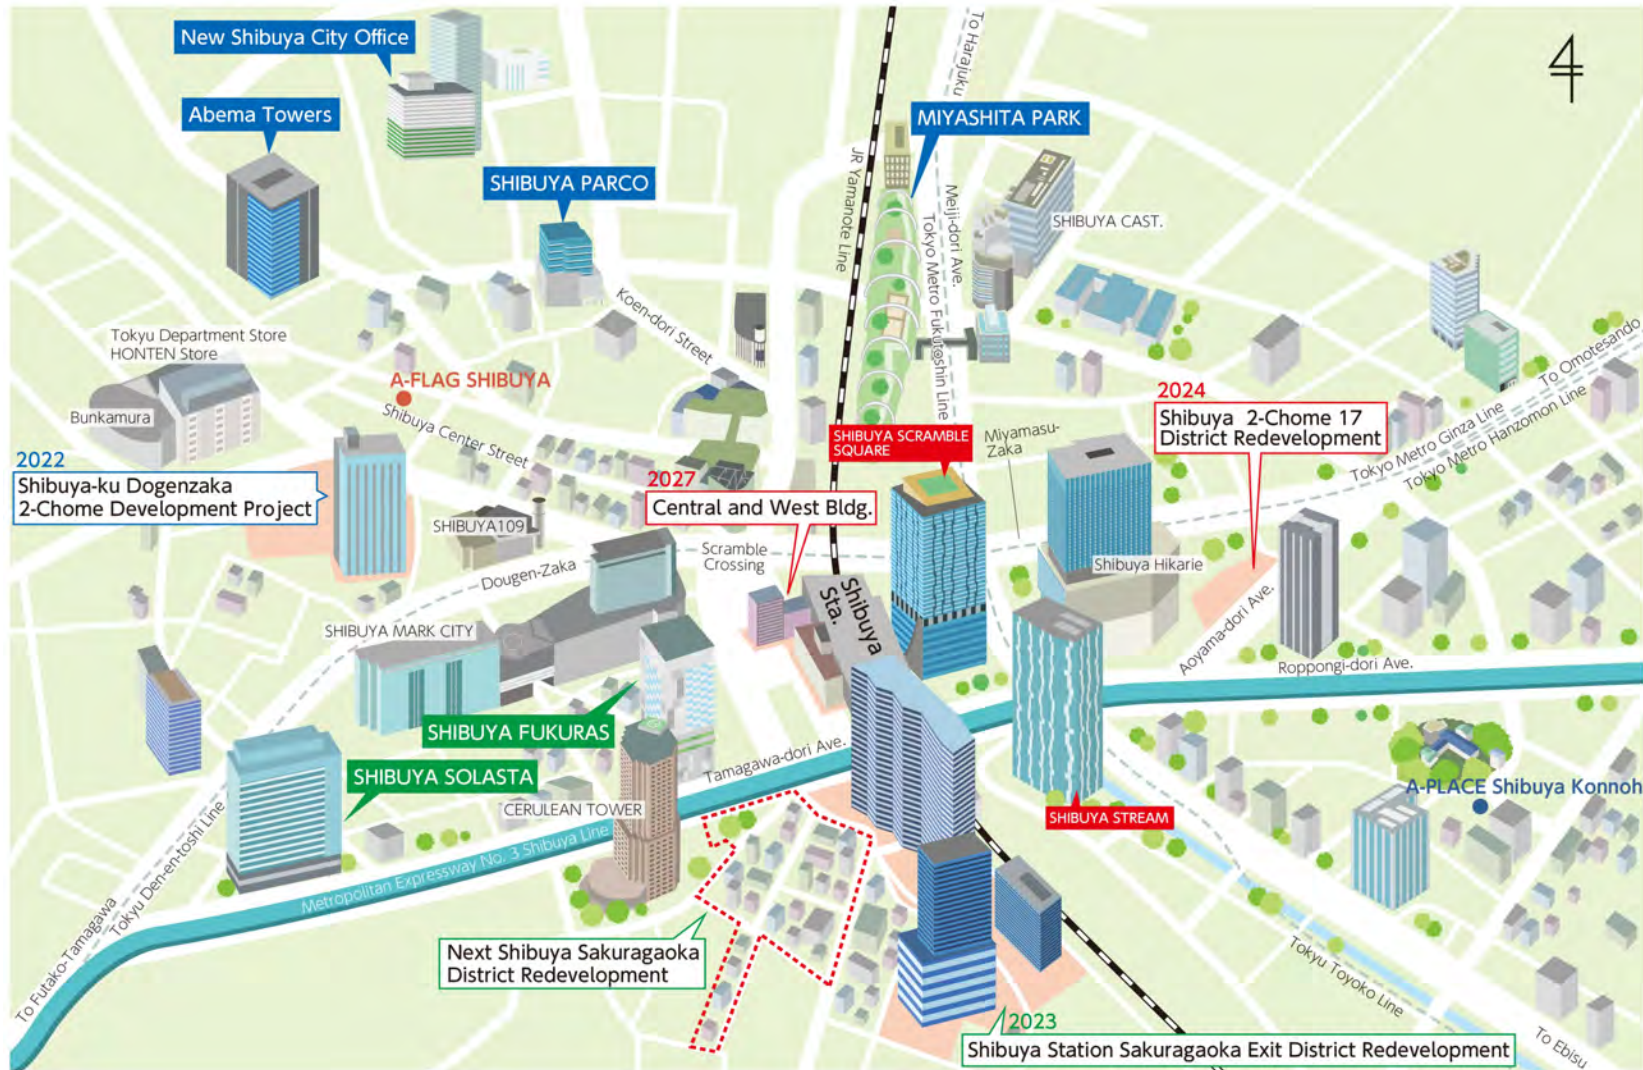 New Shibuya City Office
Abema Towers
SHIBUYA PARCO
MIYASHITA PARK
To Harajuku
JR Yamanote Line
Meiji-dori Ave.
Tokyo Metro Fukutoshin Line
SHIBUYA CAST.
Koen-dori Street
Tokyu Department Store
HONTEN Store
Bunkamura
A-FLAG SHIBUYA
Shibuya Center Street
To Omotesando
Tokyo Metro Ginza Line
Tokyo Metro Hanzomon Line
2024
Shibuya 2-Chome 17
District Redevelopment
SHIBUYA SCRAMBLE
SQUARE
Miyamasu-
Zaka
2022
Shibuya-ku Dogenzaka
2-Chome Development Project
2027
Central and West Bldg.
SHIBUYA109
Scramble
Crossing
Dougen-Zaka
Shibuya Hikarie
Shibuya
Sta.
SHIBUYA MARK CITY
Aoyama-dori Ave.
Roppongi-dori Ave.
SHIBUYA FUKURAS
Tamagawa-dori Ave.
SHIBUYA SOLASTA
CERULEAN TOWER
A-PLACE Shibuya Konnoh
SHIBUYA STREAM
Metropolitan Expressway No. 3 Shibuya Line
To Futako-Tamagawa
Tokyu Den-en-toshi Line
Next Shibuya Sakuragaoka
District Redevelopment
Tokyu Toyoko Line
To Ebisu
2023
Shibuya Station Sakuragaoka Exit District Redevelopment